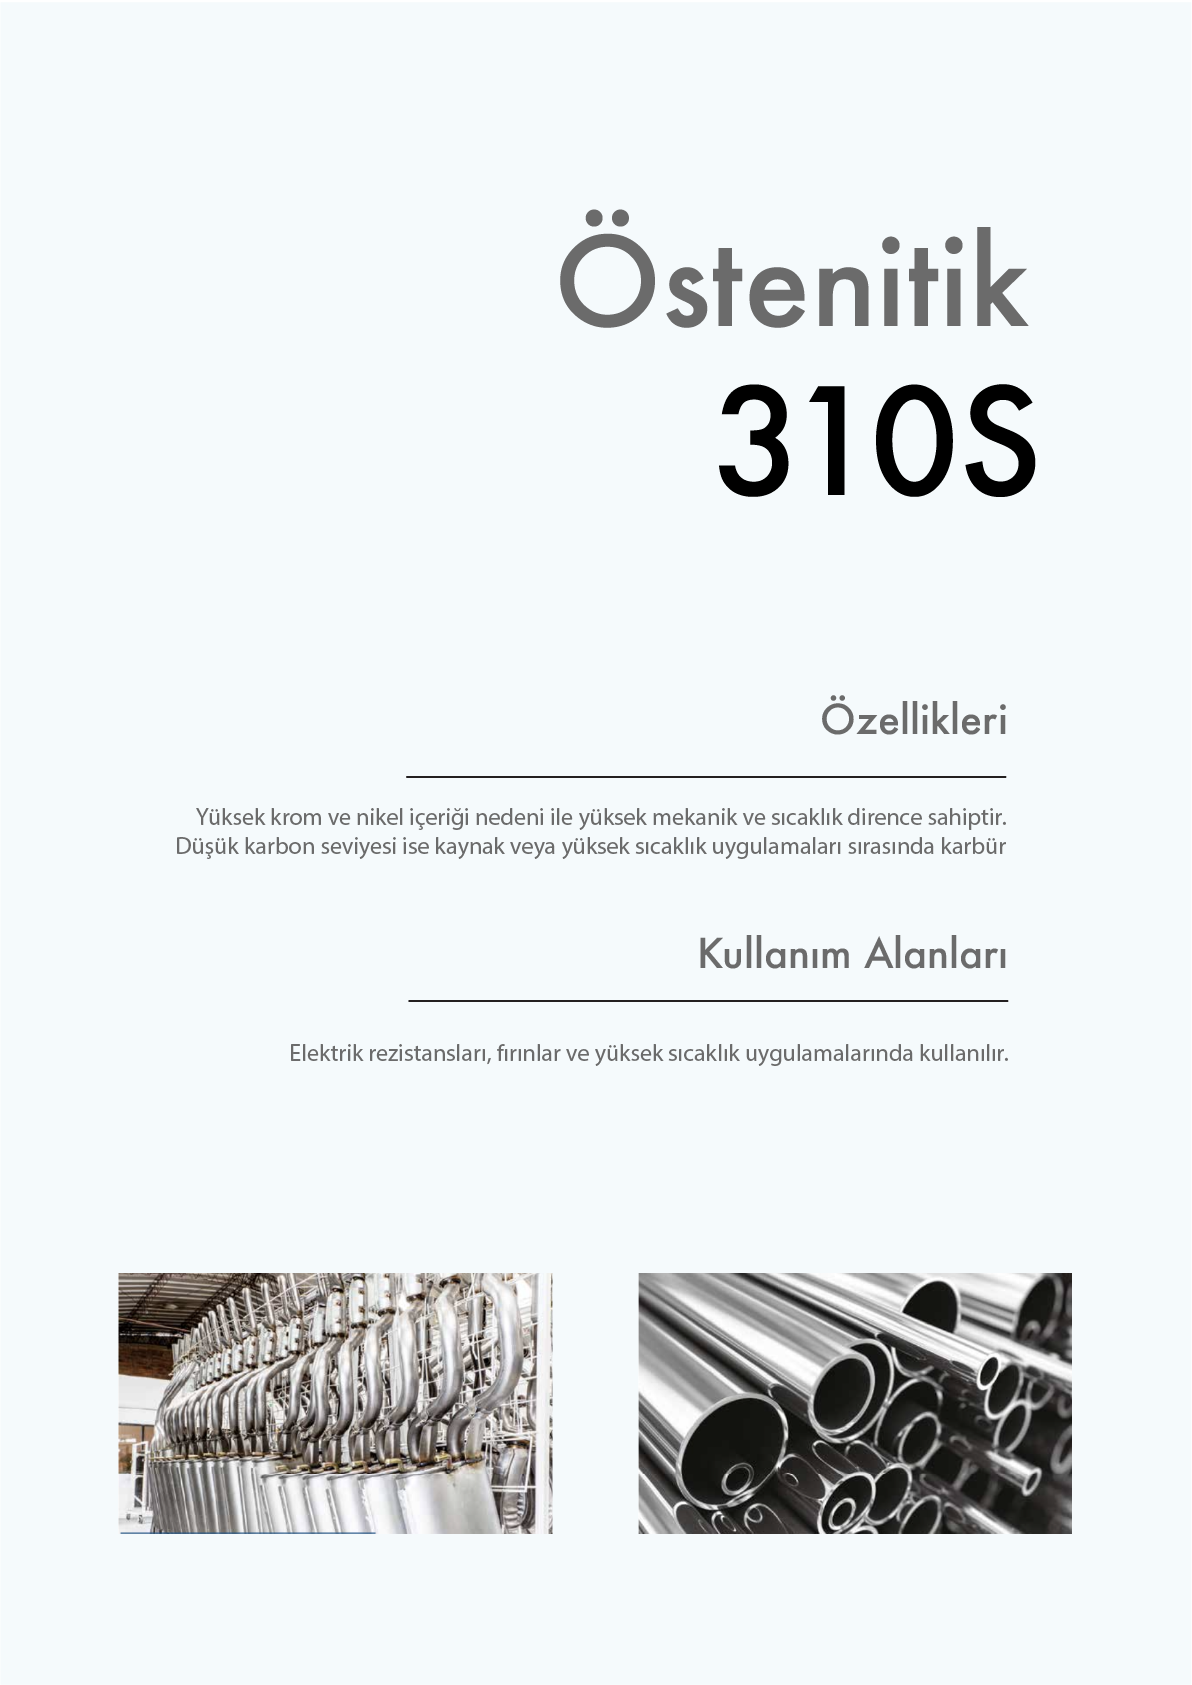 Östenitik
310S
Özellikleri
Yüksek krom ve nikel içeriği nedeni ile yüksek mekanik ve sıcaklık dirence sahiptir.
Düşük karbon seviyesi ise kaynak veya yüksek sıcaklık uygulamaları sırasında karbür
Kullanım Alanları
Elektrik rezistansları, fırınlar ve yüksek sıcaklık uygulamalarında kullanılır.